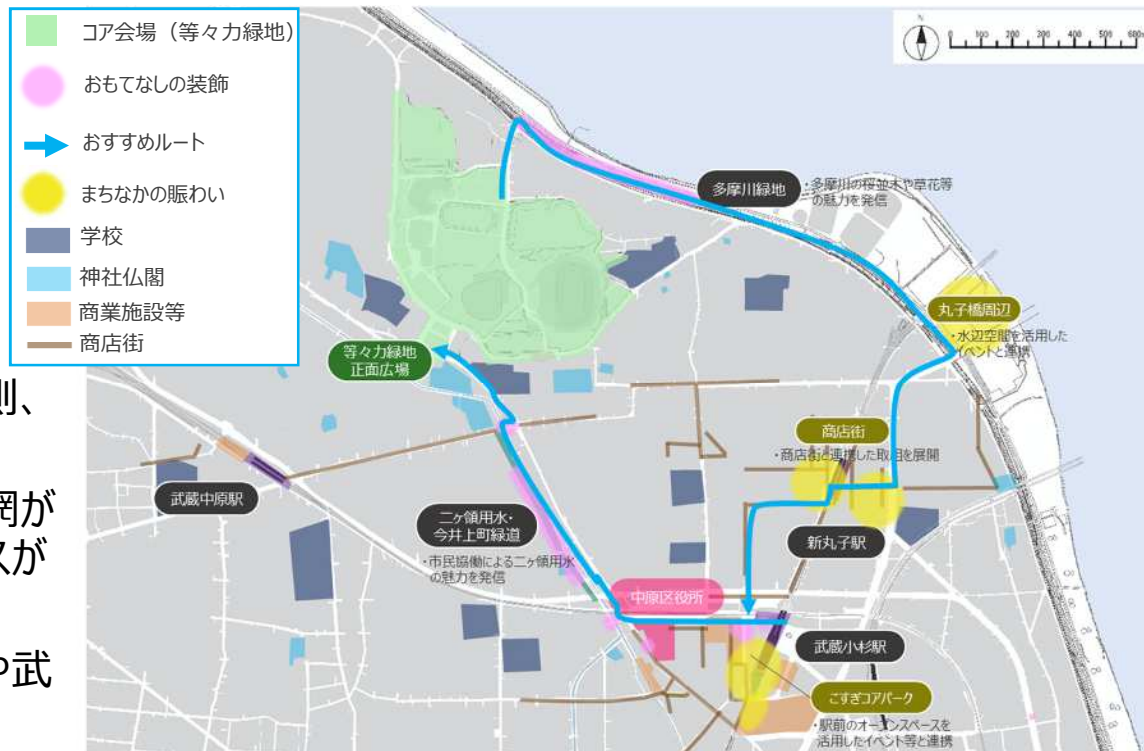 コア会場（等々力緑地）
おもてなしの装飾
おすすめルート
まちなかの賑わい
学校
神社仏閣
商業施設等
商店街
N
0 100 200 300 400 500 600m
多摩川緑地
・多摩川の桜並木や草花等
の魅力を発信
丸子橋周辺
・水辺空間を活用した
イベントと連携
等々力緑地
正面広場
商店街
・商店街と連携した取組を展開
武蔵中原駅
二ヶ領用水・
今井上町緑道
・市民協働による二ヶ領用水
の魅力を発信
新丸子駅
中原区役所
武蔵小杉駅
こすぎコアパーク
・駅前のオープンスペースを
活用したイベント等と連携
側、
網が
スが
や武